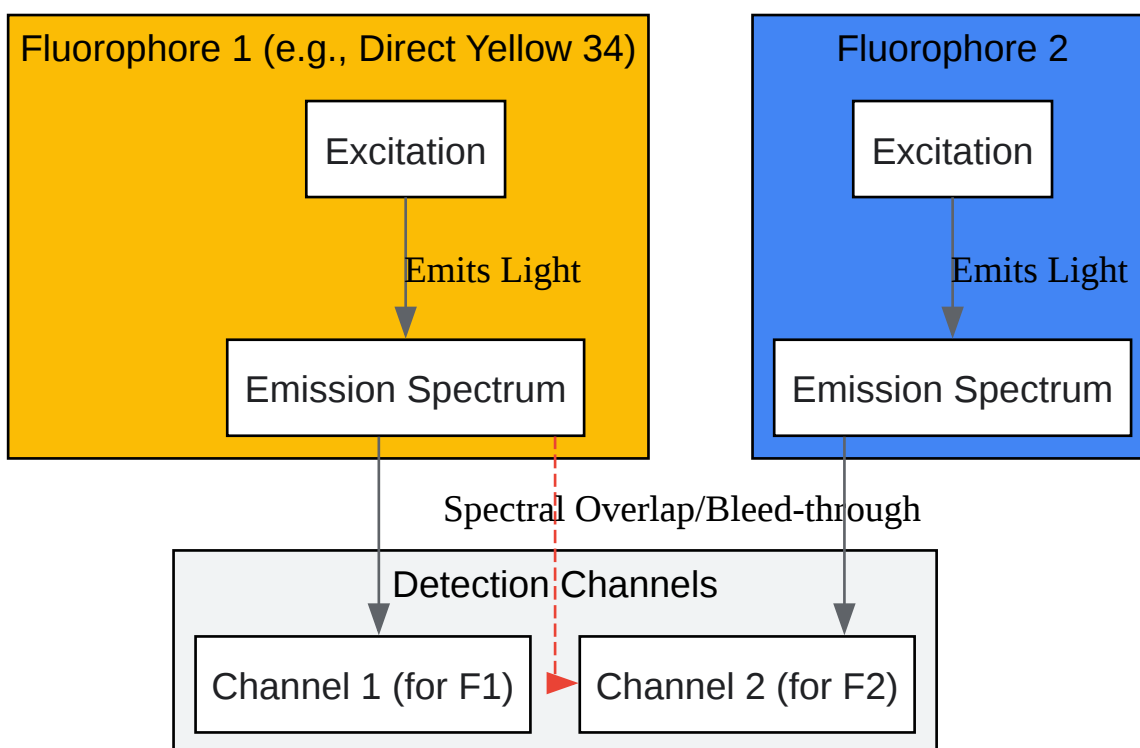 Fluorophore 1 (e.g., Direct Yellow 34)
Fluorophore 2
Excitation
Excitation
Emits Light
Emits Light
Emission Spectrum
Emission Spectrum
Spectral Overlap/Bleed-through
Detection Channels
Channel 1 (for F1)
Channel 2 (for F2)